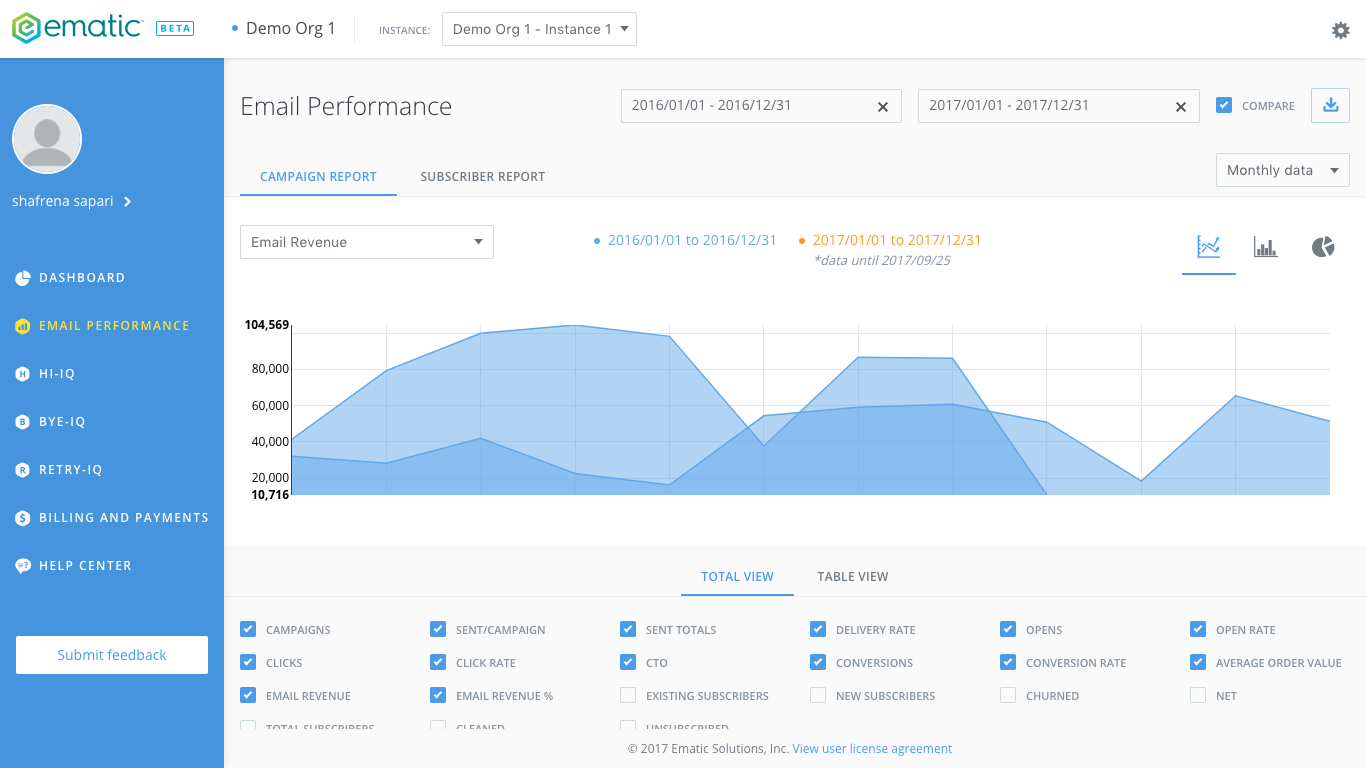 ematic BETA Demo Org 1 INSTANCE: Demo Org 1 - Instance 1
Email Performance 2016/01/01 - 2016/12/31 2017/01/01 - 2017/12/31 COMPARE
shafrena sapari
DASHBOARD
EMAIL PERFORMANCE
HI-IQ
BYE-IQ
RETRY-IQ
BILLING AND PAYMENTS
HELP CENTER
Submit feedback
CAMPAIGN REPORT SUBSCRIBER REPORT Monthly data
Email Revenue 2016/01/01 to 2016/12/31 2017/01/01 to 2017/12/31
*data until 2017/09/25
104,569
80,000
60,000
40,000
20,000
10,716
TOTAL VIEW TABLE VIEW
CAMPAIGNS SENT/CAMPAIGN SENT TOTALS DELIVERY RATE OPENS OPEN RATE
CLICKS CLICK RATE CTO CONVERSIONS CONVERSION RATE AVERAGE ORDER VALUE
EMAIL REVENUE EMAIL REVENUE % EXISTING SUBSCRIBERS NEW SUBSCRIBERS CHURNED NET
TOTAL SUBSCRIBERS CLEANED UNSUBSCRIBED
© 2017 Ematic Solutions, Inc. View user license agreement